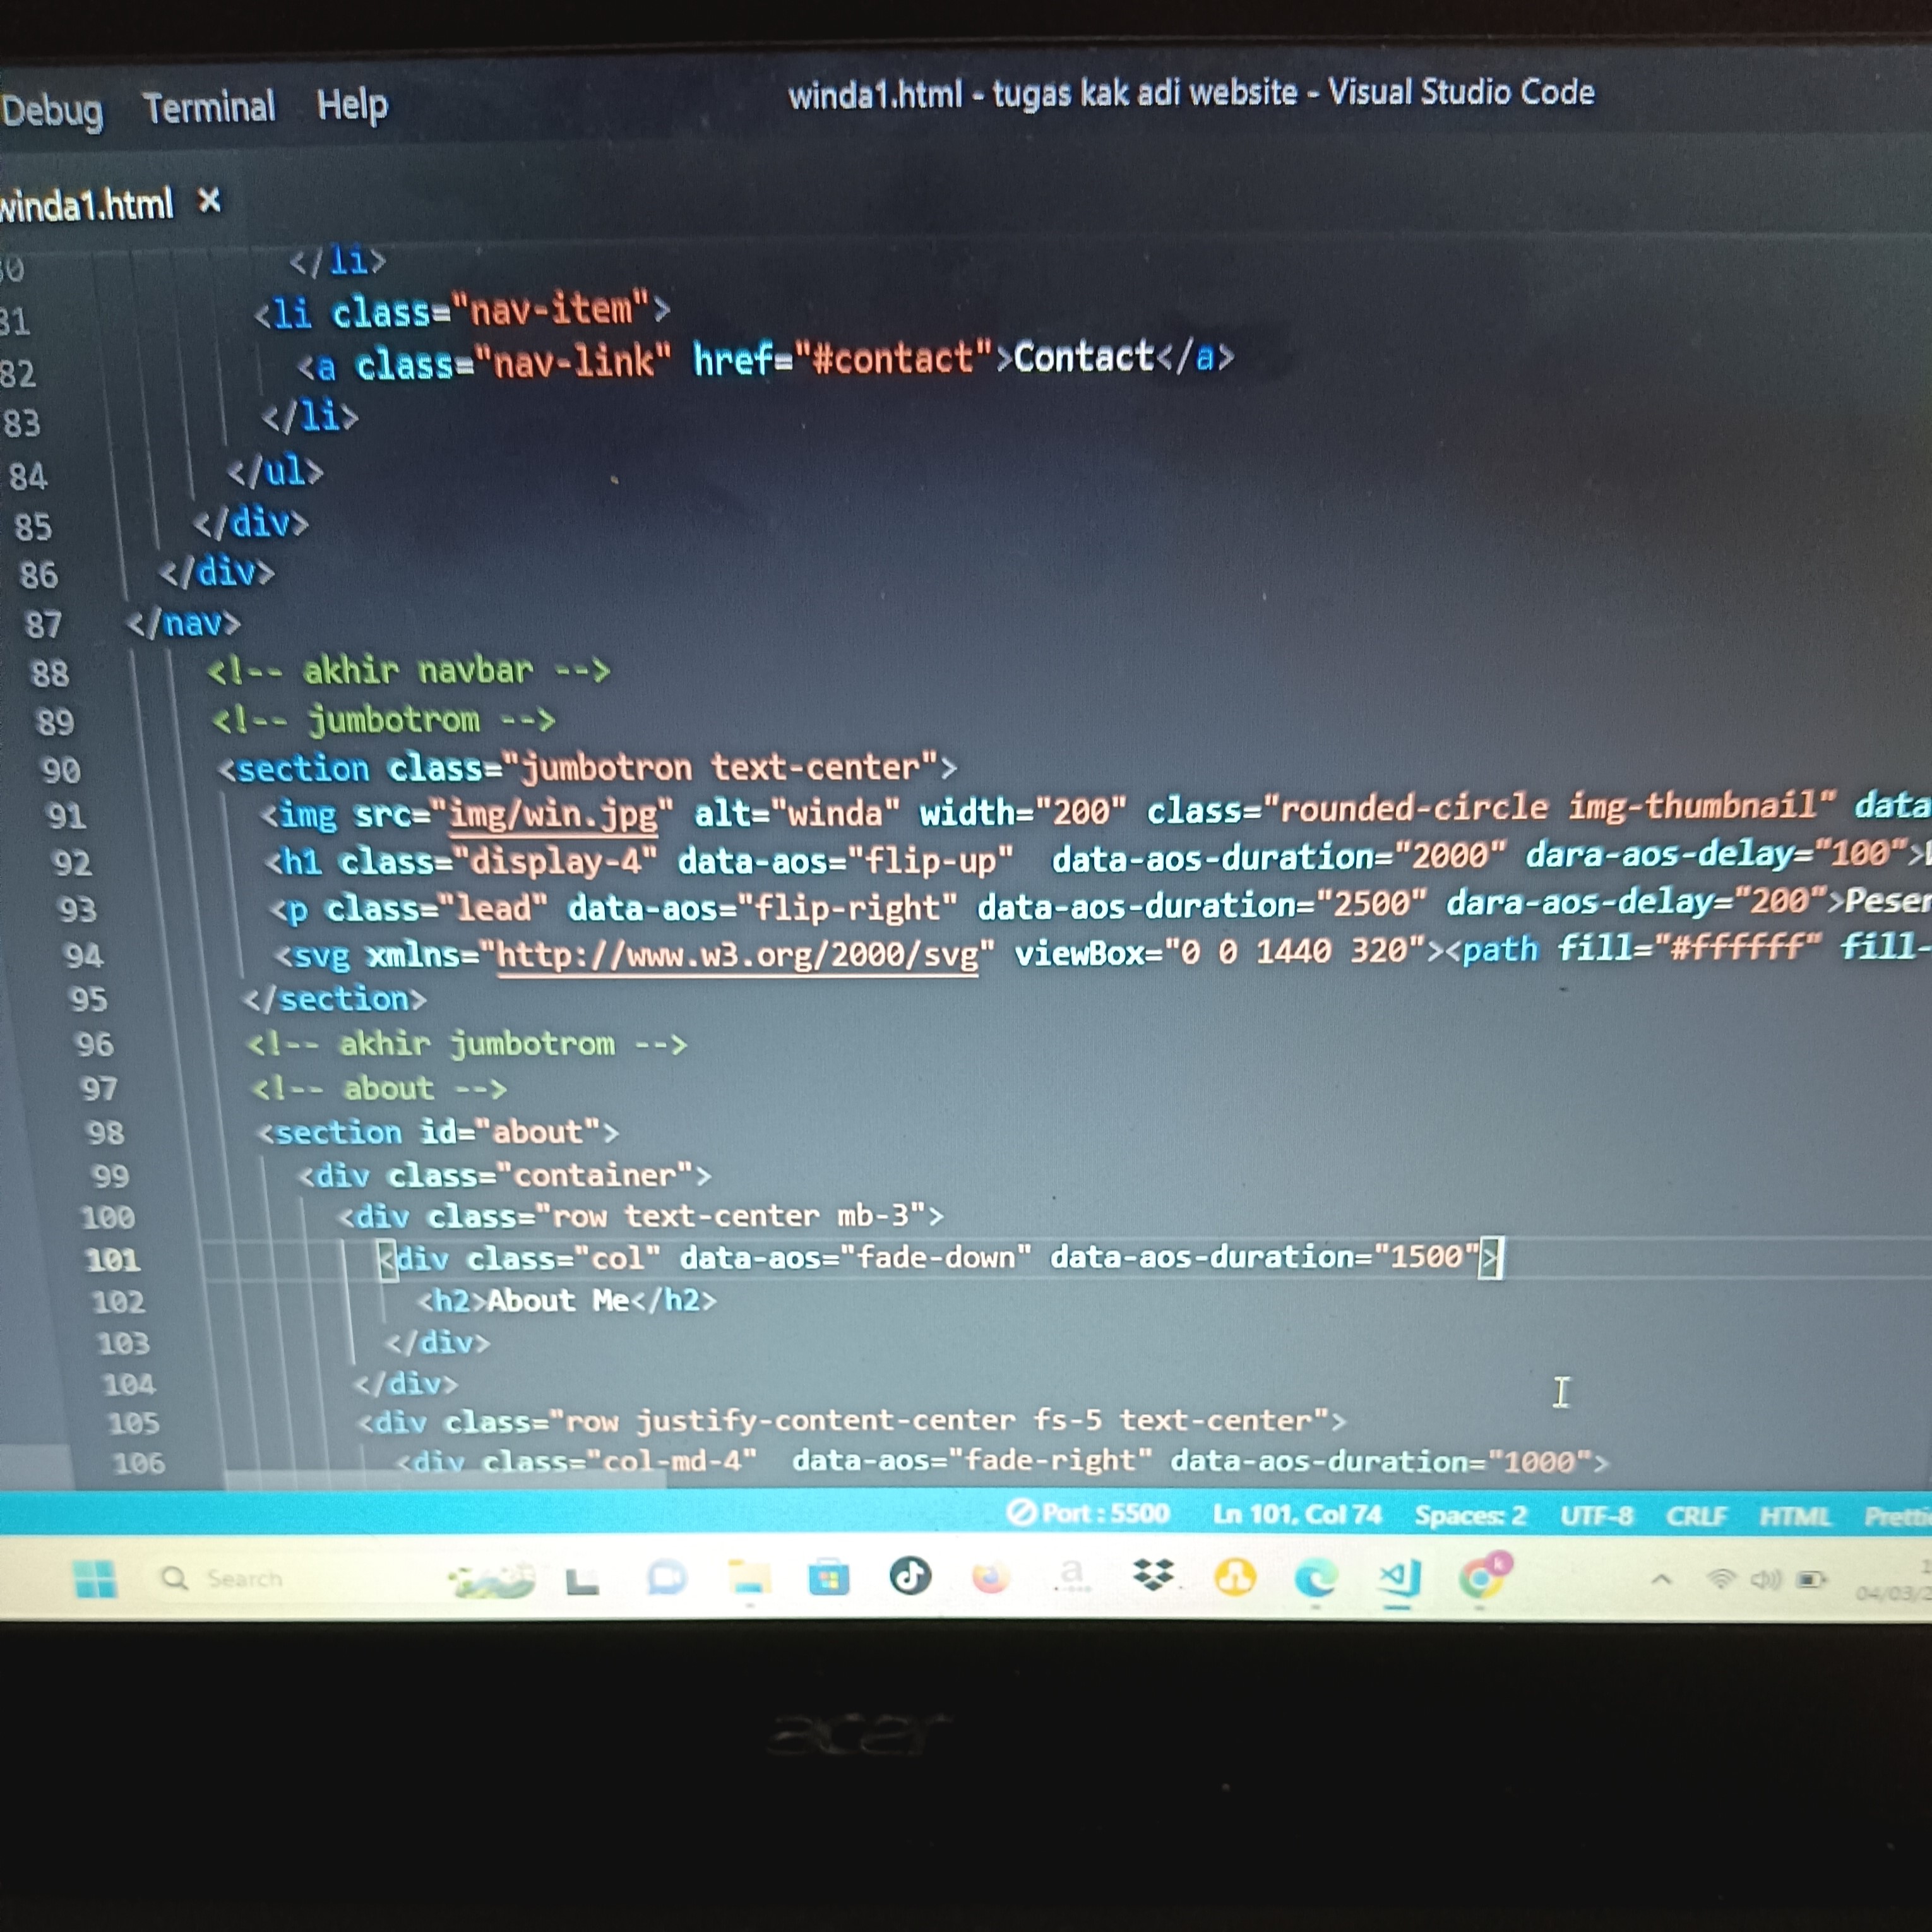 Debug Terminal Help winda1.html - tugas kak adi website - Visual Studio Code
winda1.html ×
</li>
81 <li class="nav-item">
82 <a class="nav-link" href="#contact">Contact</a>
83 </li>
84 </ul>
85 </div>
86 </div>
87 </nav>
88 <!-- akhir navbar -->
89 <!-- jumbotrom -->
90 <section class="jumbotron text-center">
91 <img src="img/win.jpg" alt="winda" width="200" class="rounded-circle img-thumbnail" data
92 <h1 class="display-4" data-aos="flip-up"  data-aos-duration="2000" dara-aos-delay="100">
93 <p class="lead" data-aos="flip-right" data-aos-duration="2500" dara-aos-delay="200">Peser
94 <svg xmlns="http://www.w3.org/2000/svg" viewBox="0 0 1440 320"><path fill="#ffffff" fill-
95 </section>
96 <!-- akhir jumbotrom -->
97 <!-- about -->
98 <section id="about">
99 <div class="container">
100 <div class="row text-center mb-3">
101 <div class="col" data-aos="fade-down" data-aos-duration="1500">
102 <h2>About Me</h2>
103 </div>
104 </div>
105 <div class="row justify-content-center fs-5 text-center">
106 <div class="col-md-4"  data-aos="fade-right" data-aos-duration="1000">
Port : 5500 Ln 101, Col 74 Spaces: 2 UTF-8 CRLF HTML Prettie
Search
04/03/2
acer